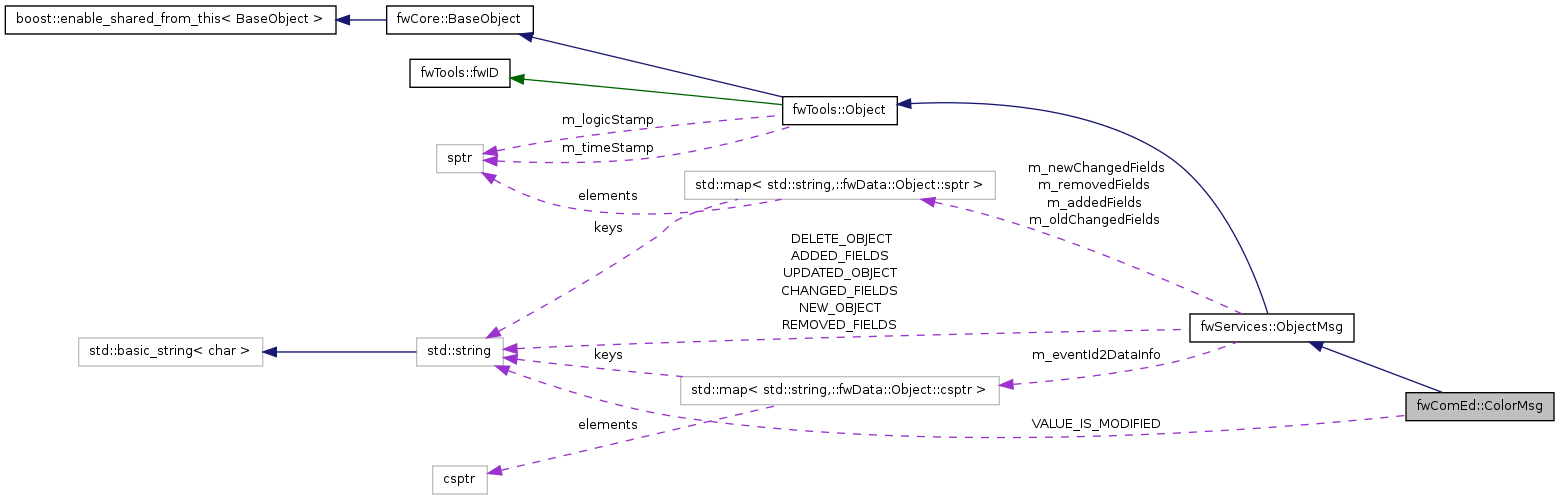 boost::enable_shared_from_this< BaseObject >
fwCore::BaseObject
fwTools::fwID
fwTools::Object
m_logicStamp
m_timeStamp
sptr
std::map< std::string,::fwData::Object::sptr >
elements
keys
m_newChangedFields
m_removedFields
m_addedFields
m_oldChangedFields
DELETE_OBJECT
ADDED_FIELDS
UPDATED_OBJECT
CHANGED_FIELDS
NEW_OBJECT
REMOVED_FIELDS
fwServices::ObjectMsg
std::basic_string< char >
std::string
keys
m_eventId2DataInfo
std::map< std::string,::fwData::Object::csptr >
fwComEd::ColorMsg
elements
VALUE_IS_MODIFIED
csptr